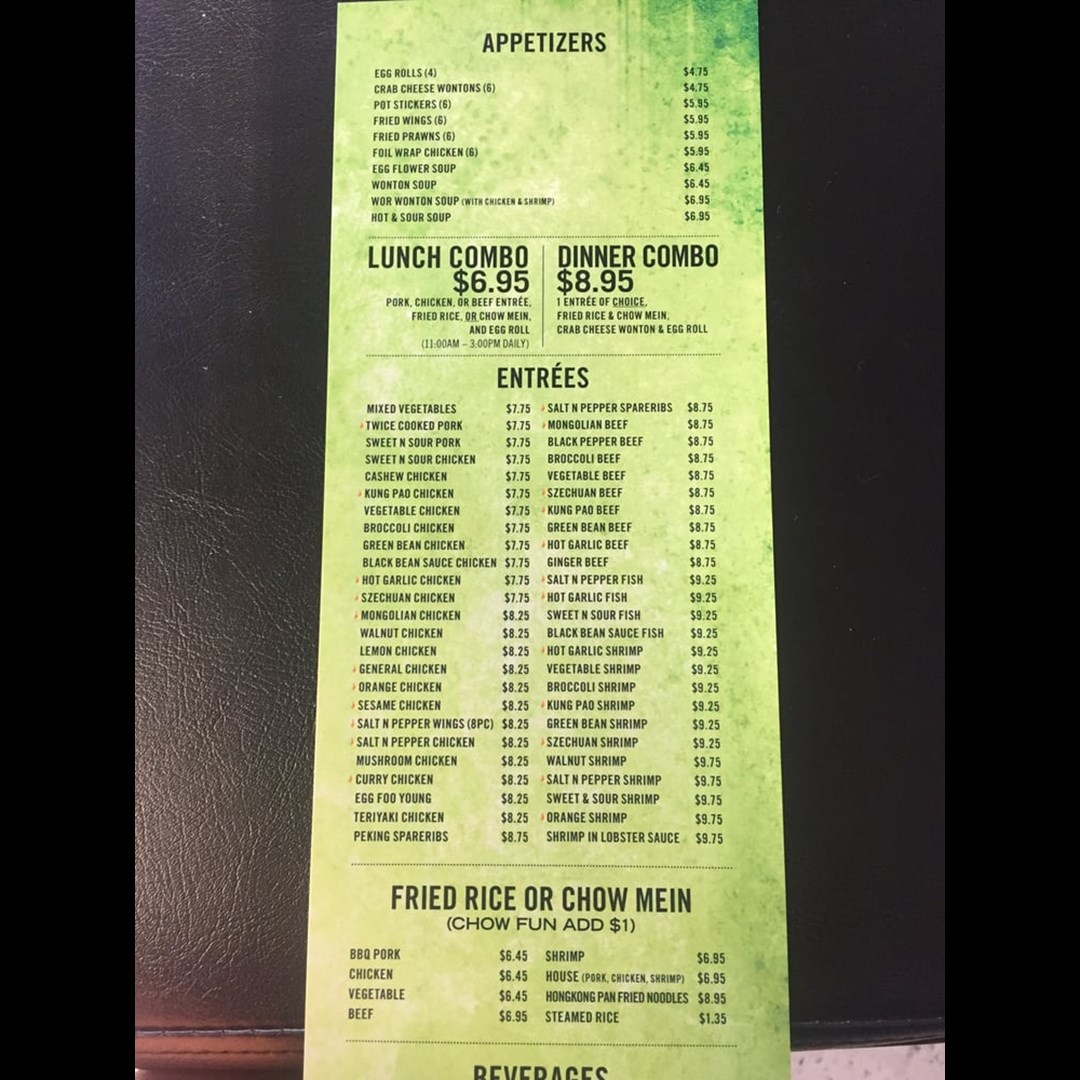 APPETIZERS
EGG ROLLS (4) $4.75
CRAB CHEESE WONTONS (6) $4.75
POT STICKERS (6) $5.95
FRIED WINGS (6) $5.95
FRIED PRAWNS (6) $5.95
FOIL WRAP CHICKEN (6) $5.95
EGG FLOWER SOUP $6.45
WONTON SOUP $6.45
WOR WONTON SOUP (WITH CHICKEN & SHRIMP) $6.95
HOT & SOUR SOUP $6.95
LUNCH COMBO
$6.95
PORK, CHICKEN, OR BEEF ENTRÉE,
FRIED RICE, OR CHOW MEIN,
AND EGG ROLL
(11:00AM – 3:00PM DAILY)
DINNER COMBO
$8.95
1 ENTRÉE OF CHOICE,
FRIED RICE & CHOW MEIN,
CRAB CHEESE WONTON & EGG ROLL
ENTRÉES
MIXED VEGETABLES $7.75
TWICE COOKED PORK $7.75
SWEET N SOUR PORK $7.75
SWEET N SOUR CHICKEN $7.75
CASHEW CHICKEN $7.75
KUNG PAO CHICKEN $7.75
VEGETABLE CHICKEN $7.75
BROCCOLI CHICKEN $7.75
GREEN BEAN CHICKEN $7.75
BLACK BEAN SAUCE CHICKEN $7.75
HOT GARLIC CHICKEN $7.75
SZECHUAN CHICKEN $7.75
MONGOLIAN CHICKEN $8.25
WALNUT CHICKEN $8.25
LEMON CHICKEN $8.25
GENERAL CHICKEN $8.25
ORANGE CHICKEN $8.25
SESAME CHICKEN $8.25
SALT N PEPPER WINGS (8PC) $8.25
SALT N PEPPER CHICKEN $8.25
MUSHROOM CHICKEN $8.25
CURRY CHICKEN $8.25
EGG FOO YOUNG $8.25
TERIYAKI CHICKEN $8.25
PEKING SPARERIBS $8.75
SALT N PEPPER SPARERIBS $8.75
MONGOLIAN BEEF $8.75
BLACK PEPPER BEEF $8.75
BROCCOLI BEEF $8.75
VEGETABLE BEEF $8.75
SZECHUAN BEEF $8.75
KUNG PAO BEEF $8.75
GREEN BEAN BEEF $8.75
HOT GARLIC BEEF $8.75
GINGER BEEF $8.75
SALT N PEPPER FISH $9.25
HOT GARLIC FISH $9.25
SWEET N SOUR FISH $9.25
BLACK BEAN SAUCE FISH $9.25
HOT GARLIC SHRIMP $9.25
VEGETABLE SHRIMP $9.25
BROCCOLI SHRIMP $9.25
KUNG PAO SHRIMP $9.25
GREEN BEAN SHRIMP $9.25
SZECHUAN SHRIMP $9.25
WALNUT SHRIMP $9.75
SALT N PEPPER SHRIMP $9.75
SWEET & SOUR SHRIMP $9.75
ORANGE SHRIMP $9.75
SHRIMP IN LOBSTER SAUCE $9.75
FRIED RICE OR CHOW MEIN
(CHOW FUN ADD $1)
BBQ PORK $6.45
CHICKEN $6.45
VEGETABLE $6.45
BEEF $6.95
SHRIMP $6.95
HOUSE (PORK, CHICKEN, SHRIMP) $6.95
HONGKONG PAN FRIED NOODLES $8.95
STEAMED RICE $1.35
BEVERAGES